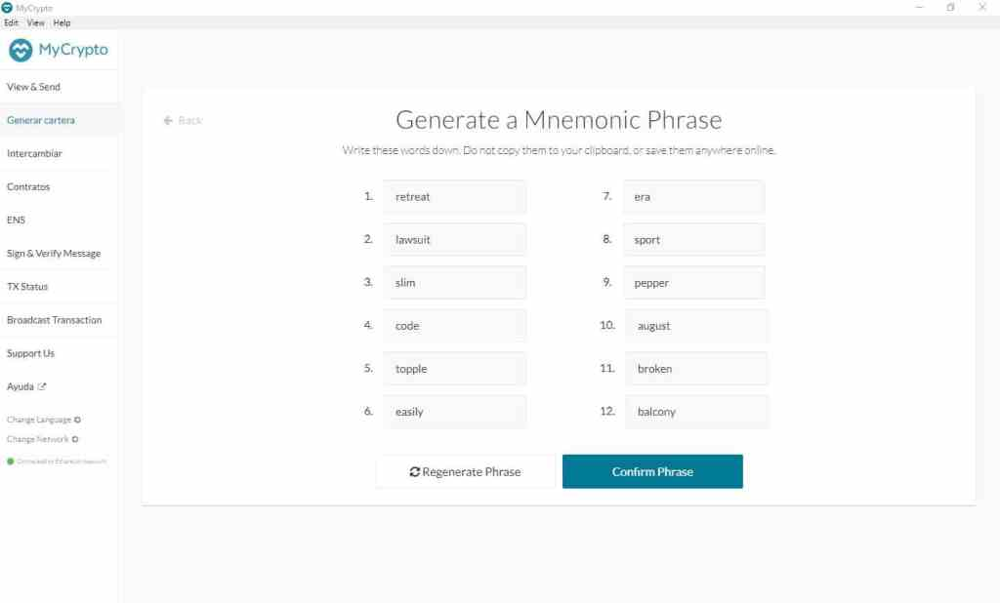 MyCrypto
Edit View Help
MyCrypto
View & Send
Generar cartera
Intercambiar
Contratos
ENS
Sign & Verify Message
TX Status
Broadcast Transaction
Support Us
Ayuda
Change Language
Change Network
Connected to Ethereum network
Back
Generate a Mnemonic Phrase
Write these words down. Do not copy them to your clipboard, or save them anywhere online.
1. retreat
2. lawsuit
3. slim
4. code
5. topple
6. easily
7. era
8. sport
9. pepper
10. august
11. broken
12. balcony
Regenerate Phrase
Confirm Phrase